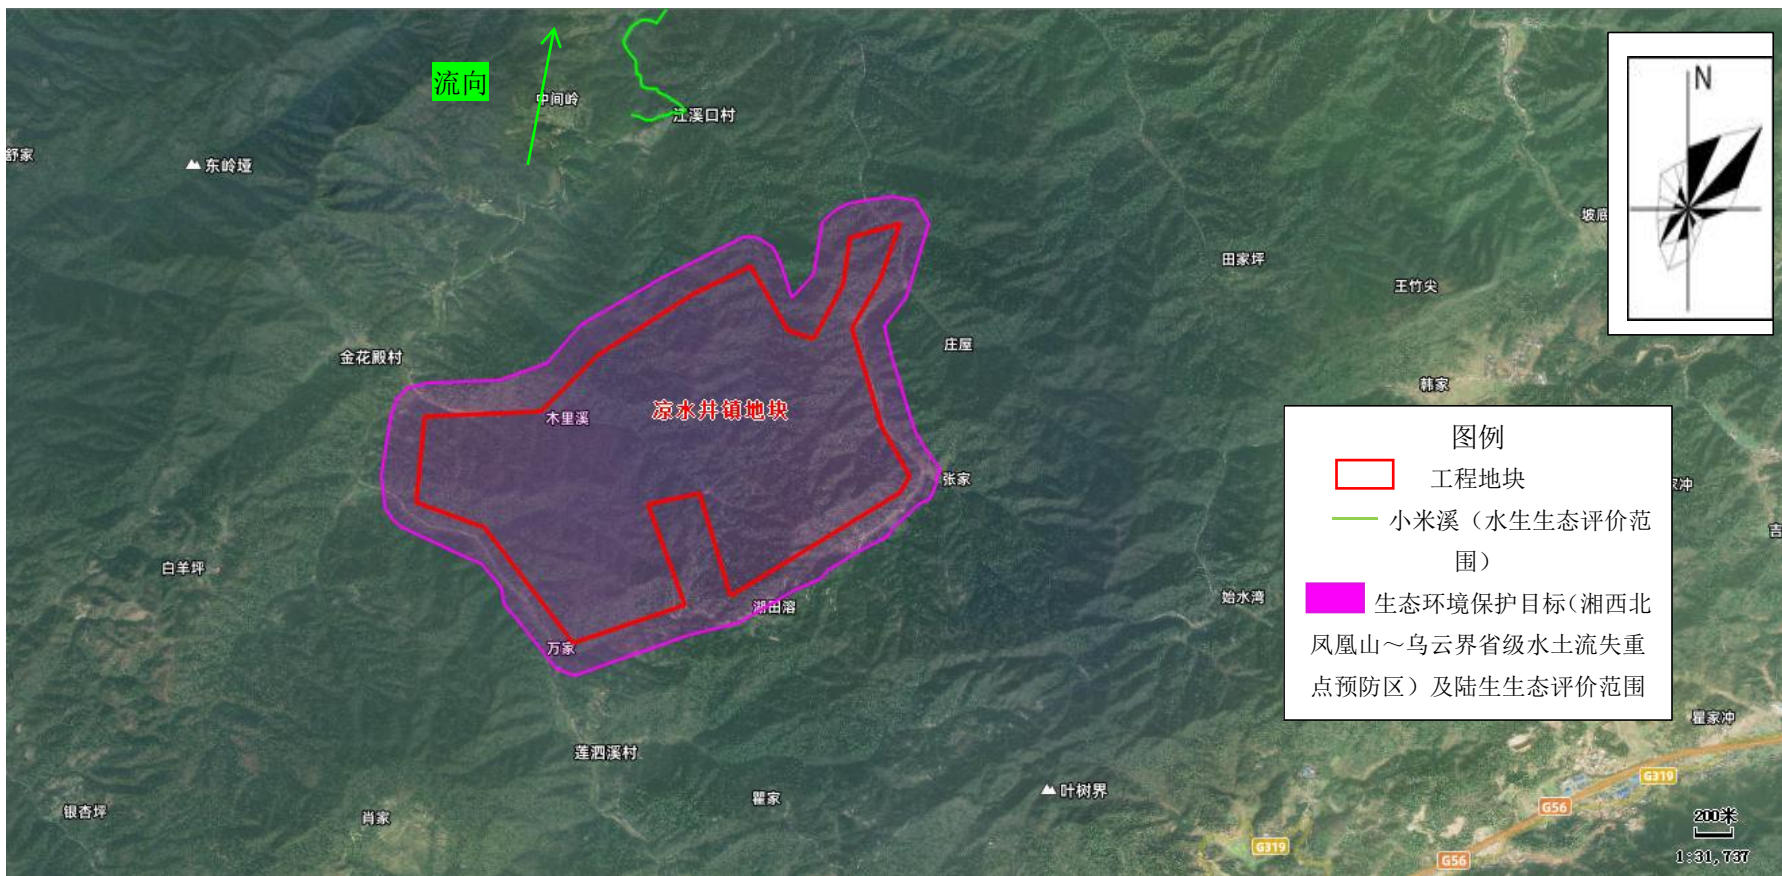 流向
中间岭
江溪口村
N
舒家
东岭垭
坡底
田家坪
王竹尖
庄屋
金花殿村
韩家
木里溪
凉水井镇地块
图例
工程地块
小米溪（水生生态评价范
围）
生态环境保护目标（湘西北
凤凰山～乌云界省级水土流失重
点预防区）及陆生生态评价范围
张家
家冲
吉
白羊坪
湖田溶
始水湾
万家
瞿家冲
莲泗溪村
G319
叶树界
瞿家
G56
银杏坪
肖家
200米
G319
G56
1:31,737